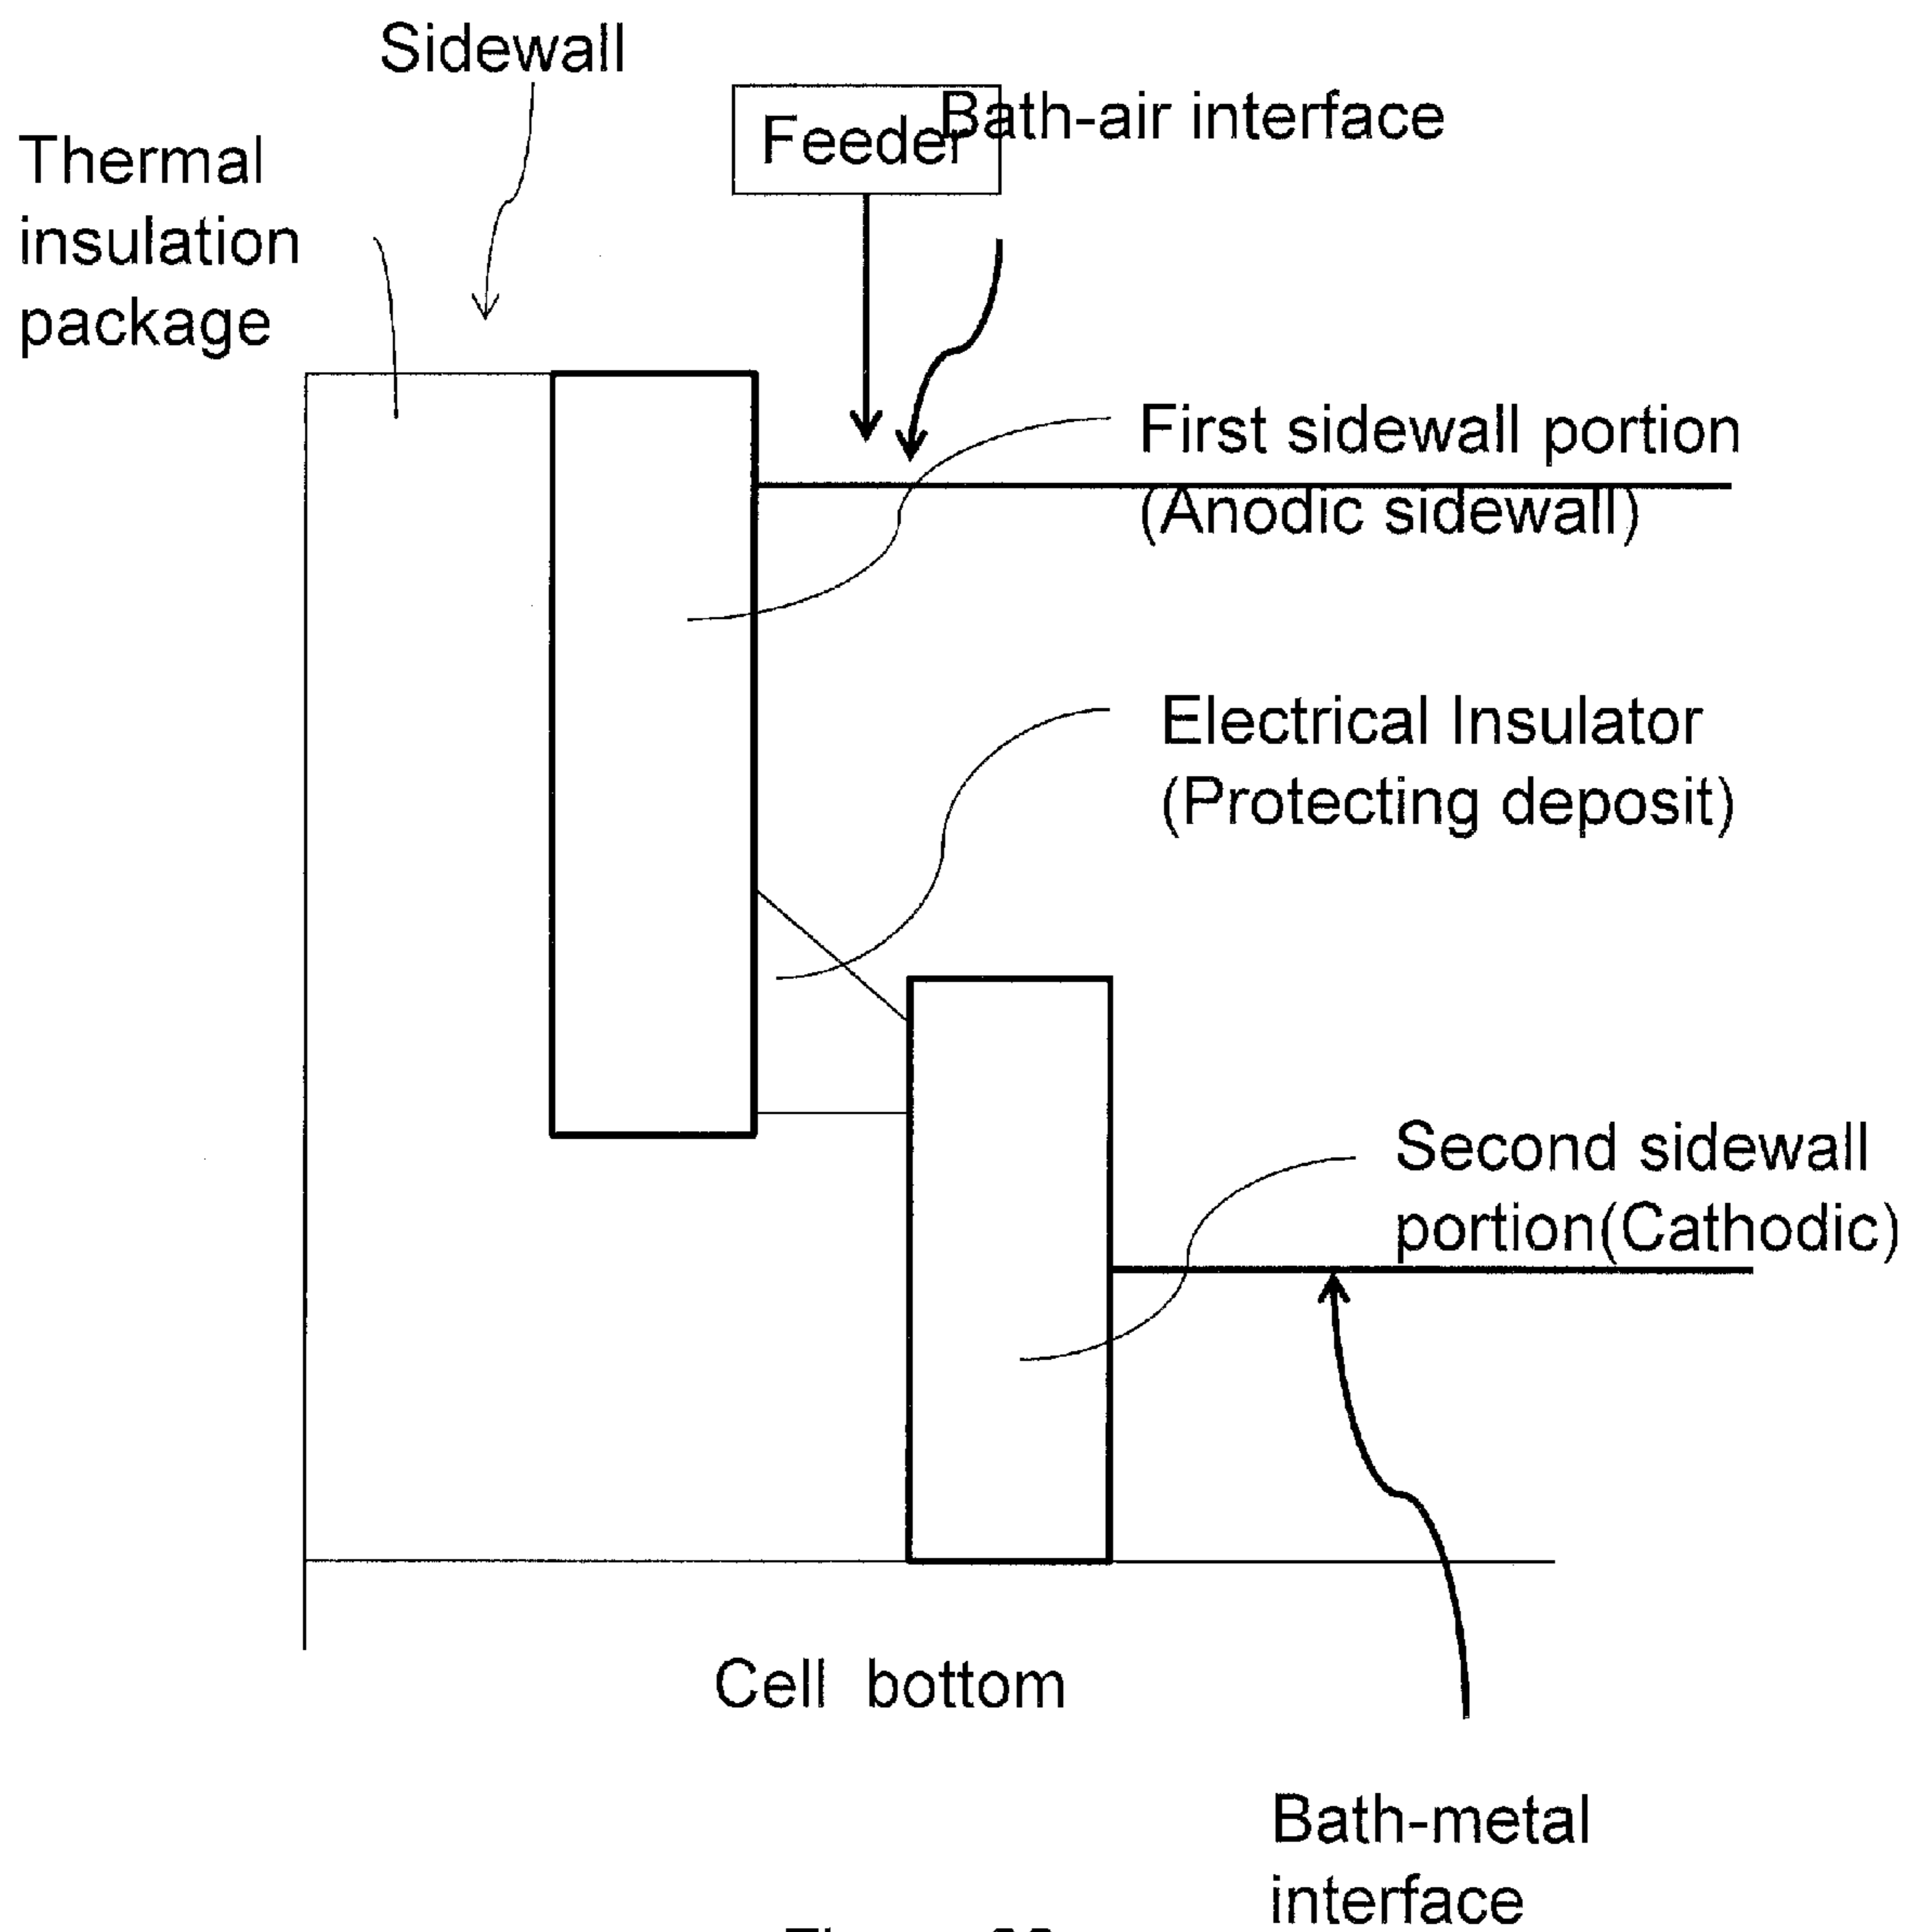 Sidewall
Thermal
insulation
package
Feeder
Bath-air interface
First sidewall portion
(Anodic sidewall)
Electrical Insulator
(Protecting deposit)
Second sidewall
portion(Cathodic)
Cell bottom
Bath-metal
interface